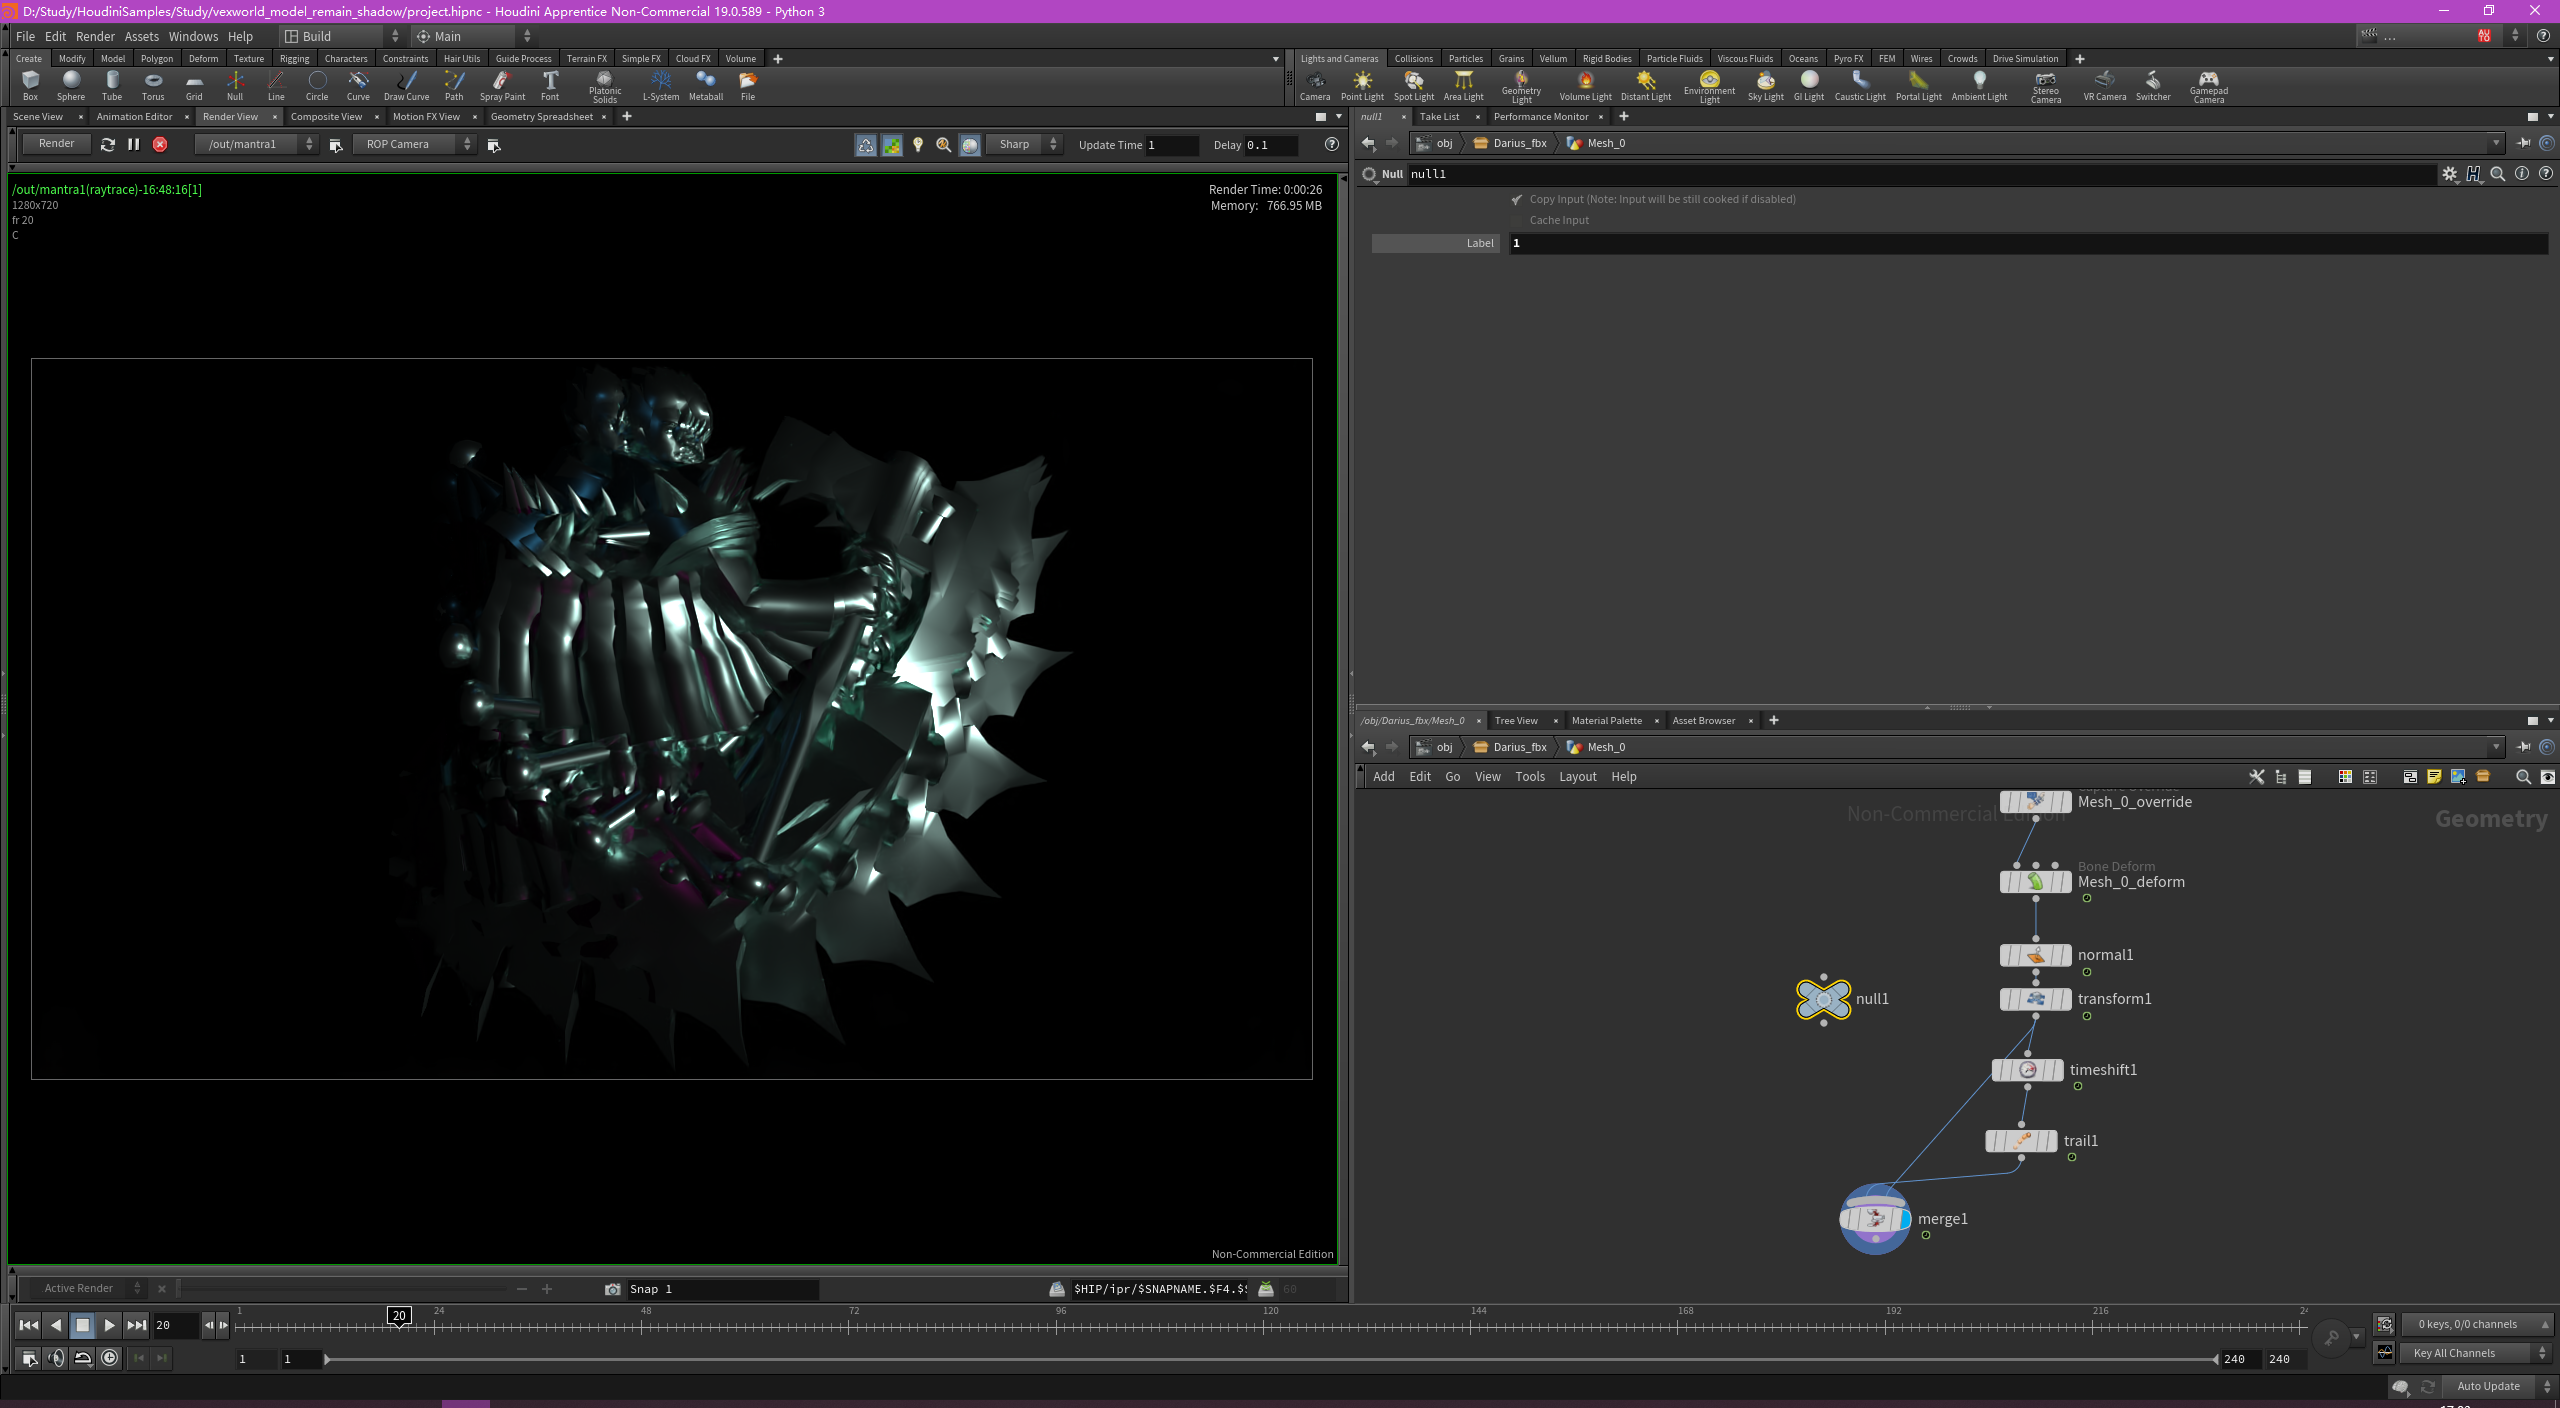 D:/Study/HoudiniSamples/Study/vexworld_model_remain_shadow/project.hipnc - Houdini Apprentice Non-Commercial 19.0.589 - Python 3
File Edit Render Assets Windows Help Build Main ...
Create Modify Model Polygon Deform Texture Rigging Characters Constraints Hair Utils Guide Process Terrain FX Simple FX Cloud FX Volume
Lights and Cameras Collisions Particles Grains Vellum Rigid Bodies Particle Fluids Viscous Fluids Oceans Pyro FX FEM Wires Crowds Drive Simulation
Box Sphere Tube Torus Grid Null Line Circle Curve Draw Curve Path Spray Paint Font Platonic Solids L-System Metaball File
Camera Point Light Spot Light Area Light Geometry Light Volume Light Distant Light Environment Light Sky Light GI Light Caustic Light Portal Light Ambient Light Stereo Camera VR Camera Switcher Gamepad Camera
Scene View Animation Editor Render View Composite View Motion FX View Geometry Spreadsheet
Render /out/mantra1 ROP Camera Sharp Update Time 1 Delay 0.1
/out/mantra1(raytrace)-16:48:16[1]
1280x720
fr 20
C
Render Time: 0:00:26
Memory: 766.95 MB
Non-Commercial Edition
null1 Take List Performance Monitor
obj Darius_fbx Mesh_0
Null null1
Copy Input (Note: Input will be still cooked if disabled)
Cache Input
Label 1
/obj/Darius_fbx/Mesh_0 Tree View Material Palette Asset Browser
obj Darius_fbx Mesh_0
Add Edit Go View Tools Layout Help
Non-Commercial Edition
Geometry
Mesh_0_override
Bone Deform
Mesh_0_deform
normal1
null1
transform1
timeshift1
trail1
merge1
Active Render Snap 1 $HIP/ipr/$SNAPNAME.$F4.$ 60
20
1 24 48 72 96 120 144 168 192 216 24
20
0 keys, 0/0 channels
1 1 240 240
Key All Channels
Auto Update